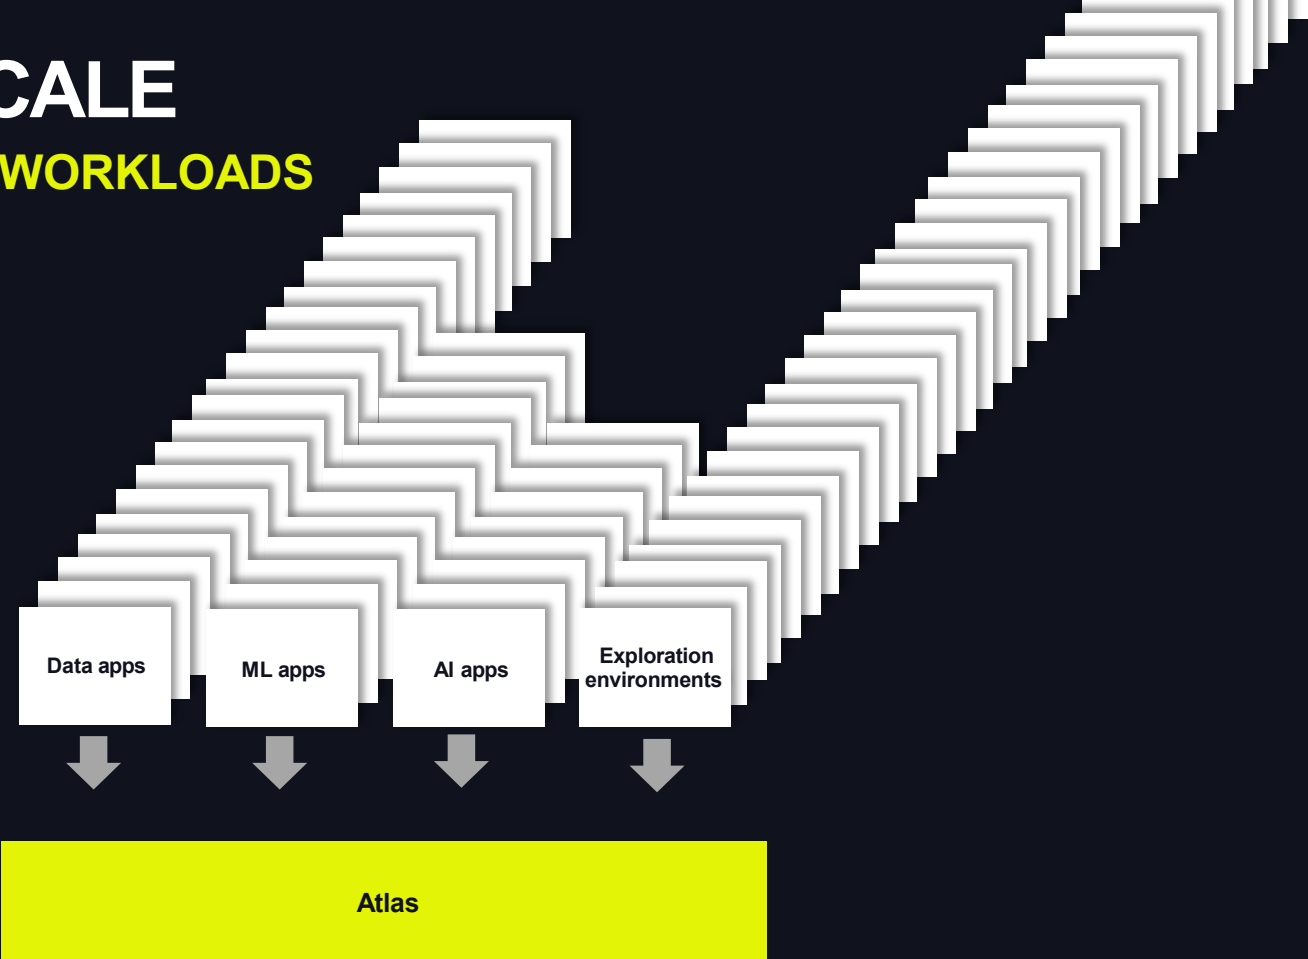 CALE
WORKLOADS
Data apps
ML apps
AI apps
Exploration
environments
Atlas